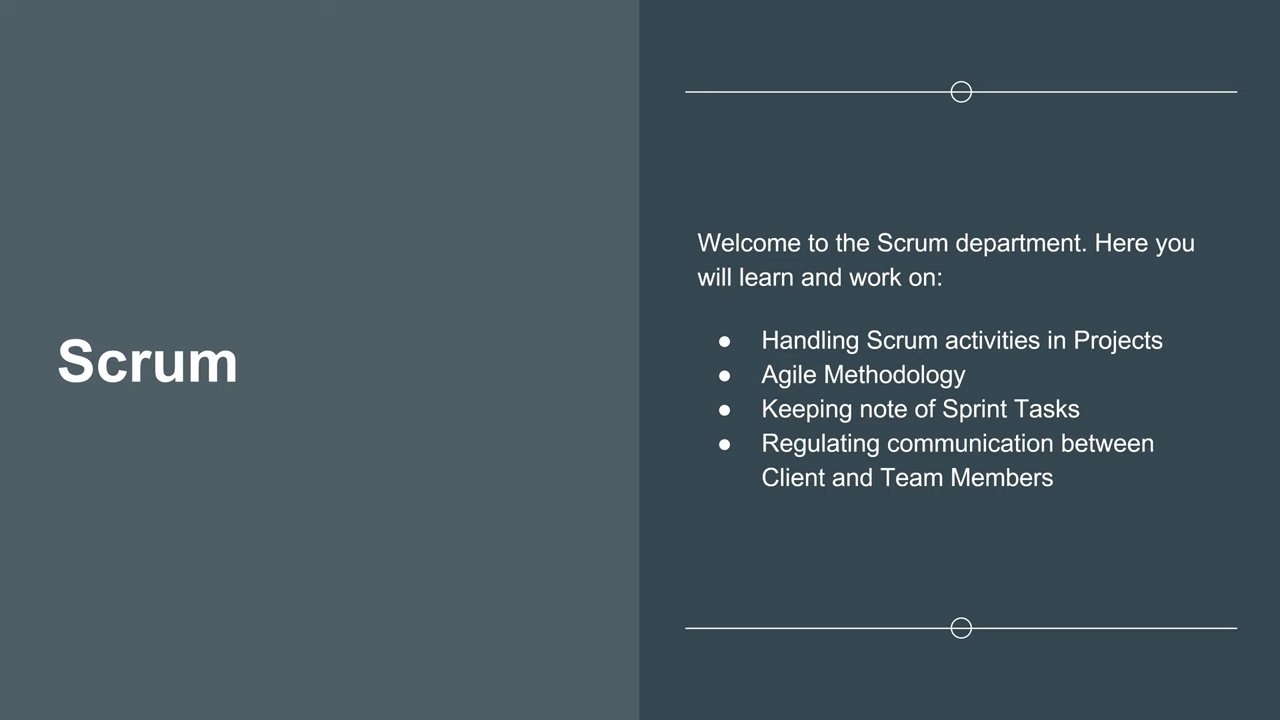 Scrum
Welcome to the Scrum department. Here you
will learn and work on:
● Handling Scrum activities in Projects
● Agile Methodology
● Keeping note of Sprint Tasks
● Regulating communication between
Client and Team Members